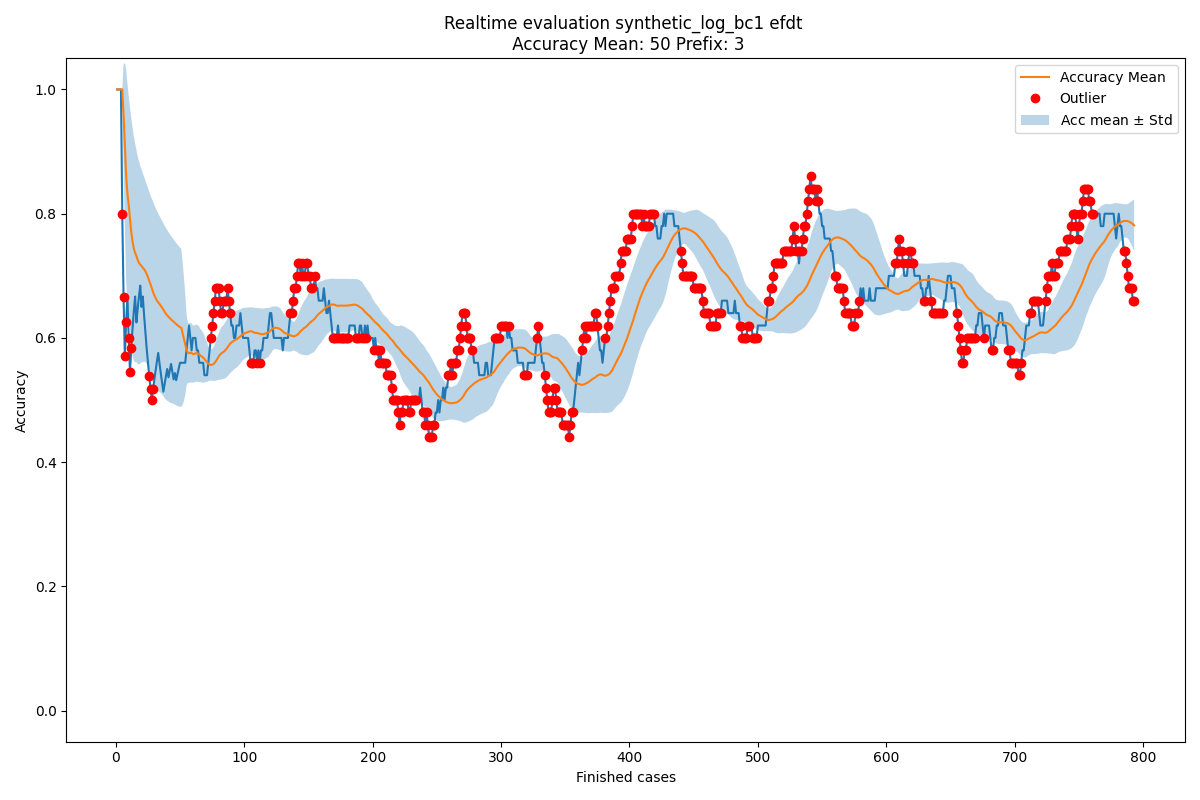 Realtime evaluation synthetic_log_bc1 efdt
Accuracy Mean: 50 Prefix: 3
Accuracy Mean
Outlier
Acc mean ± Std
1.0
0.8
0.6
0.4
0.2
0.0
Accuracy
0 100 200 300 400 500 600 700 800
Finished cases